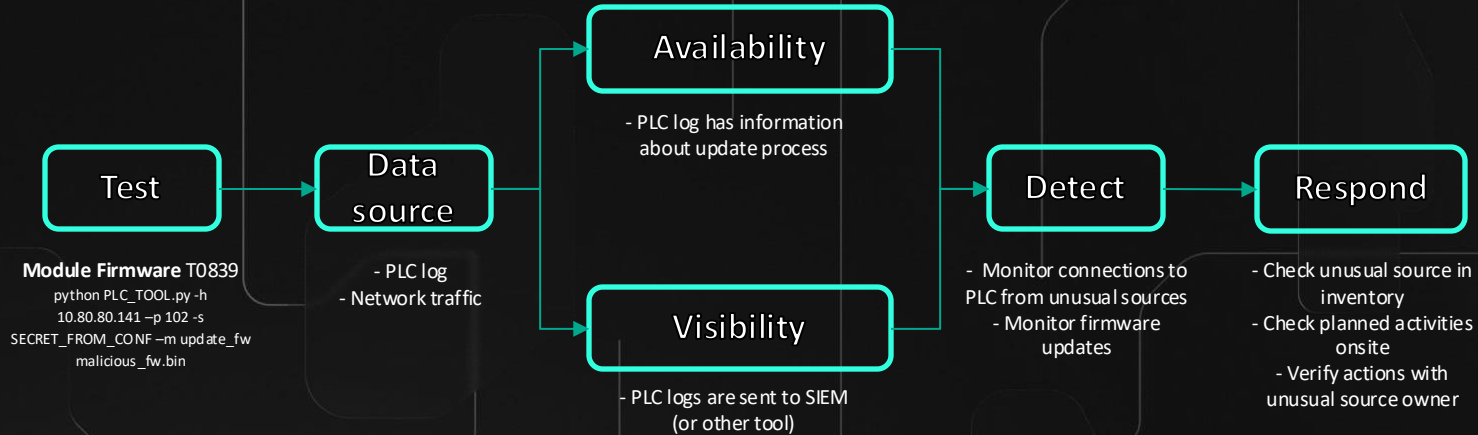 Test
Module Firmware T0839
python PLC_TOOL.py -h
10.80.80.141 –p 102 -s
SECRET_FROM_CONF –m update_fw
malicious_fw.bin
Data
source
- PLC log
- Network traffic
Availability
- PLC log has information
about update process
Visibility
- PLC logs are sent to SIEM
(or other tool)
Detect
- Monitor connections to
PLC from unusual sources
- Monitor firmware
updates
Respond
- Check unusual source in
inventory
- Check planned activities
onsite
- Verify actions with
unusual source owner